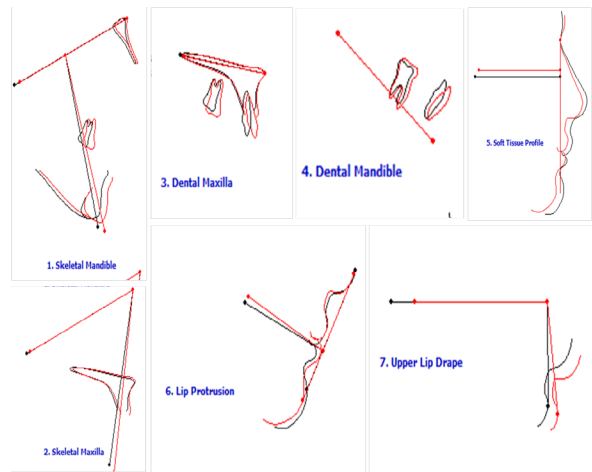 1. Skeletal Mandible
2. Skeletal Maxilla
3. Dental Maxilla
4. Dental Mandible
5. Soft Tissue Profile
6. Lip Protrusion
7. Upper Lip Drape